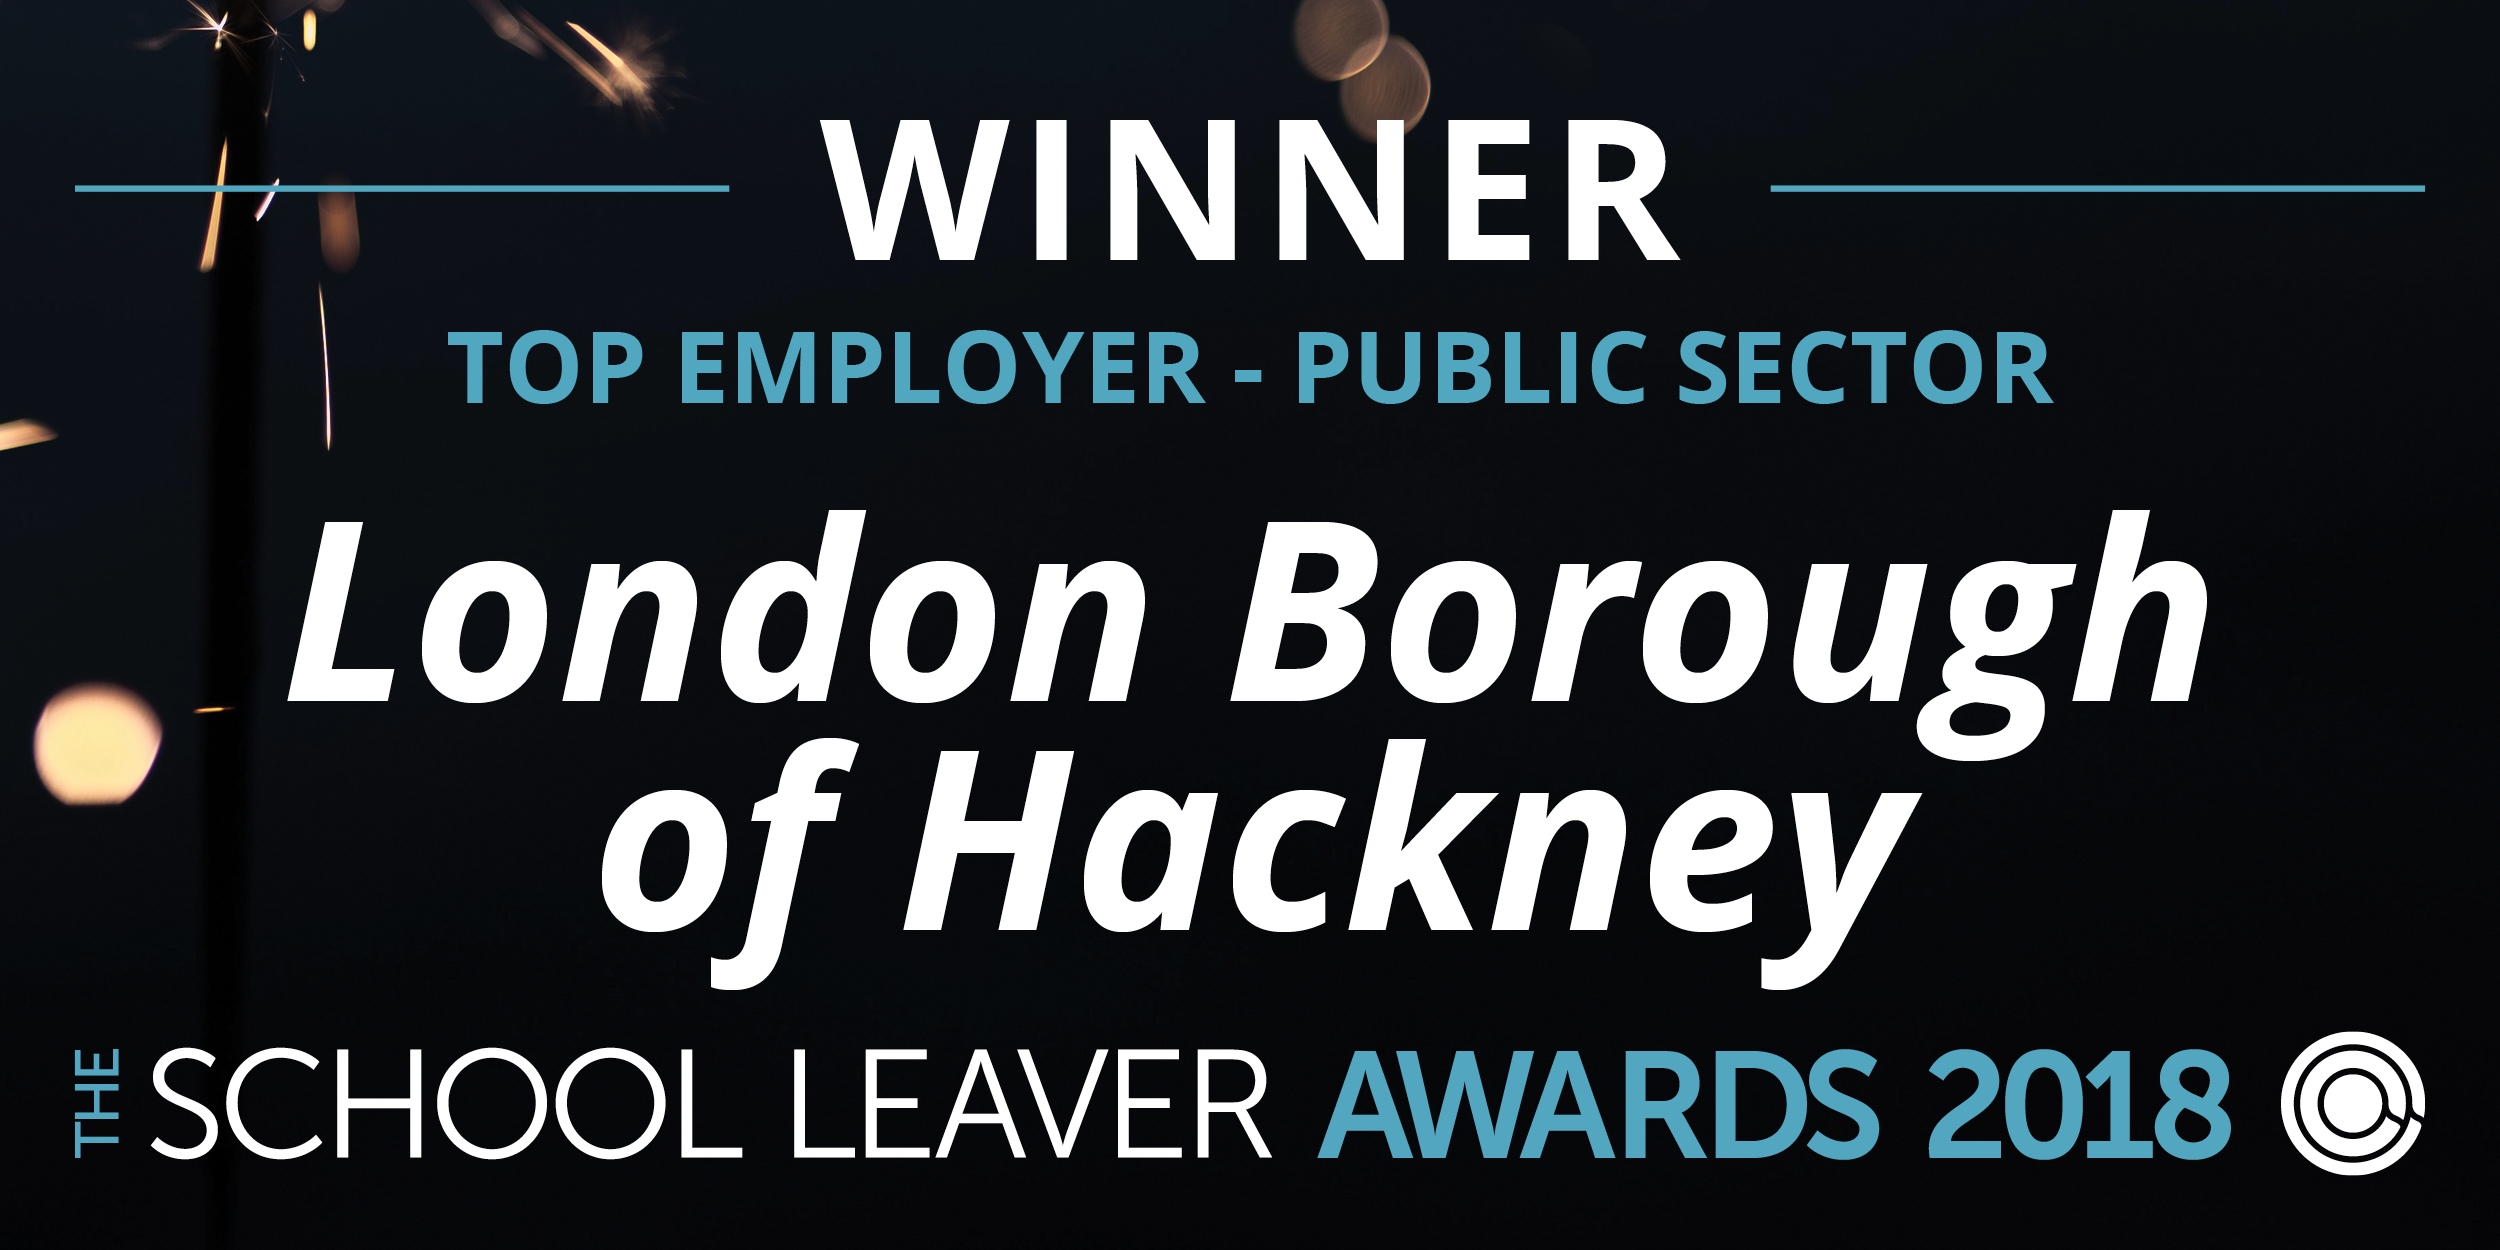 WINNER
TOP EMPLOYER - PUBLIC SECTOR
London Borough
of Hackney
THE SCHOOL LEAVER AWARDS 2018